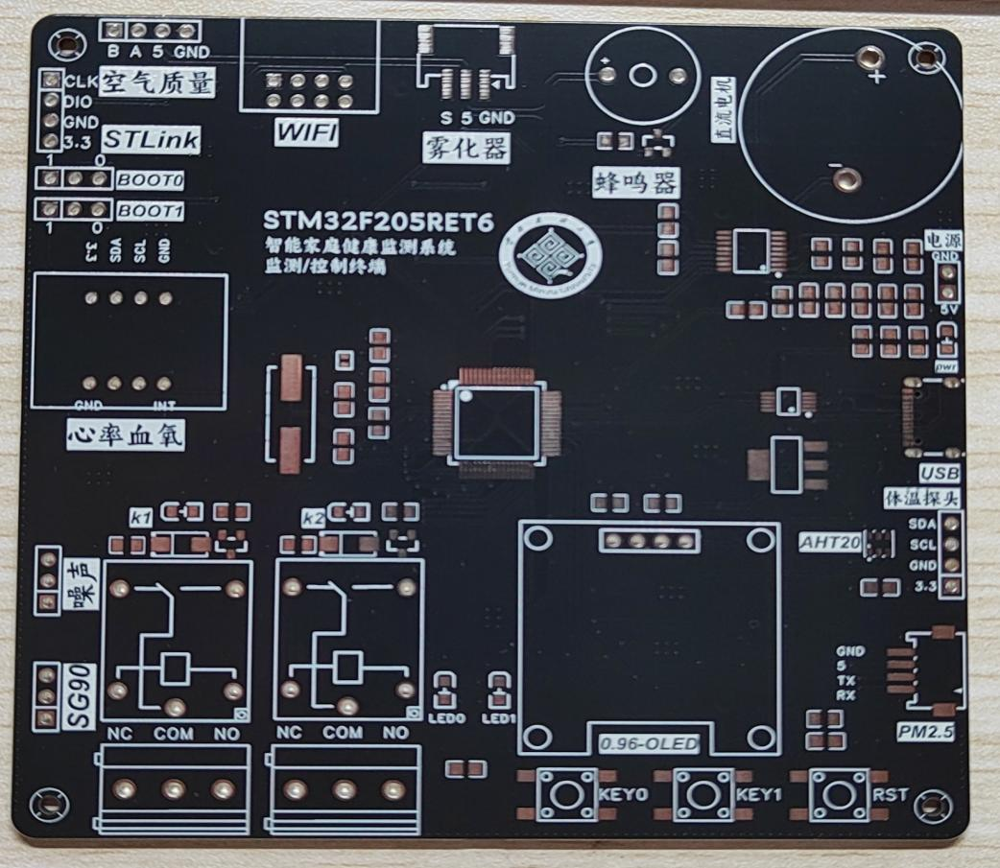 B A 5 GND
CLK
空气质量
DIO
GND
3.3
STLink
1 0
BOOT0
BOOT1
1 0
3.3 SDA SCL GND
GND INT
心率血氧
WIFI
S 5 GND
雾化器
+
蜂鸣器
直流电机
+
-
STM32F205RET6
智能家庭健康监测系统
监测/控制终端
电源
GND
5V
pwr
USB
体温探头
SDA
SCL
GND
3.3
AHT20
k1
k2
噪声
SG90
NC COM NO
NC COM NO
LED0 LED1
0.96-OLED
GND
5
TX
RX
PM2.5
KEY0 KEY1 RST